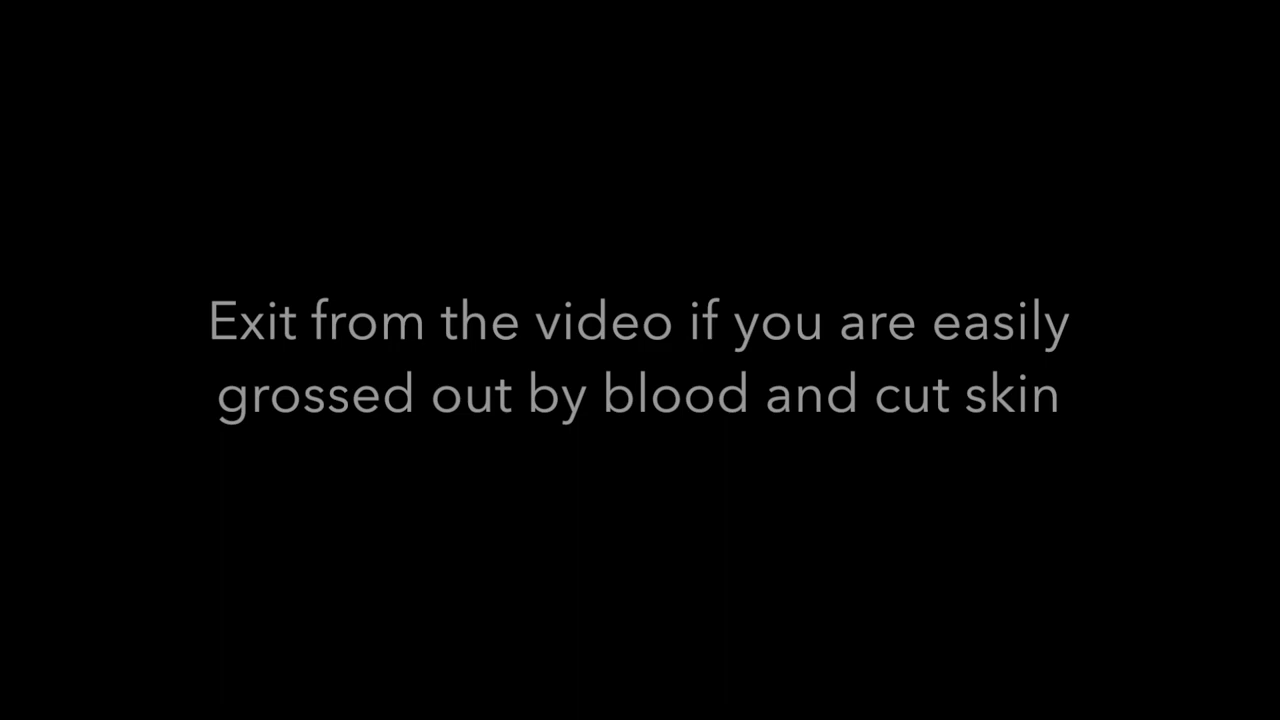 Exit from the video if you are easily
grossed out by blood and cut skin